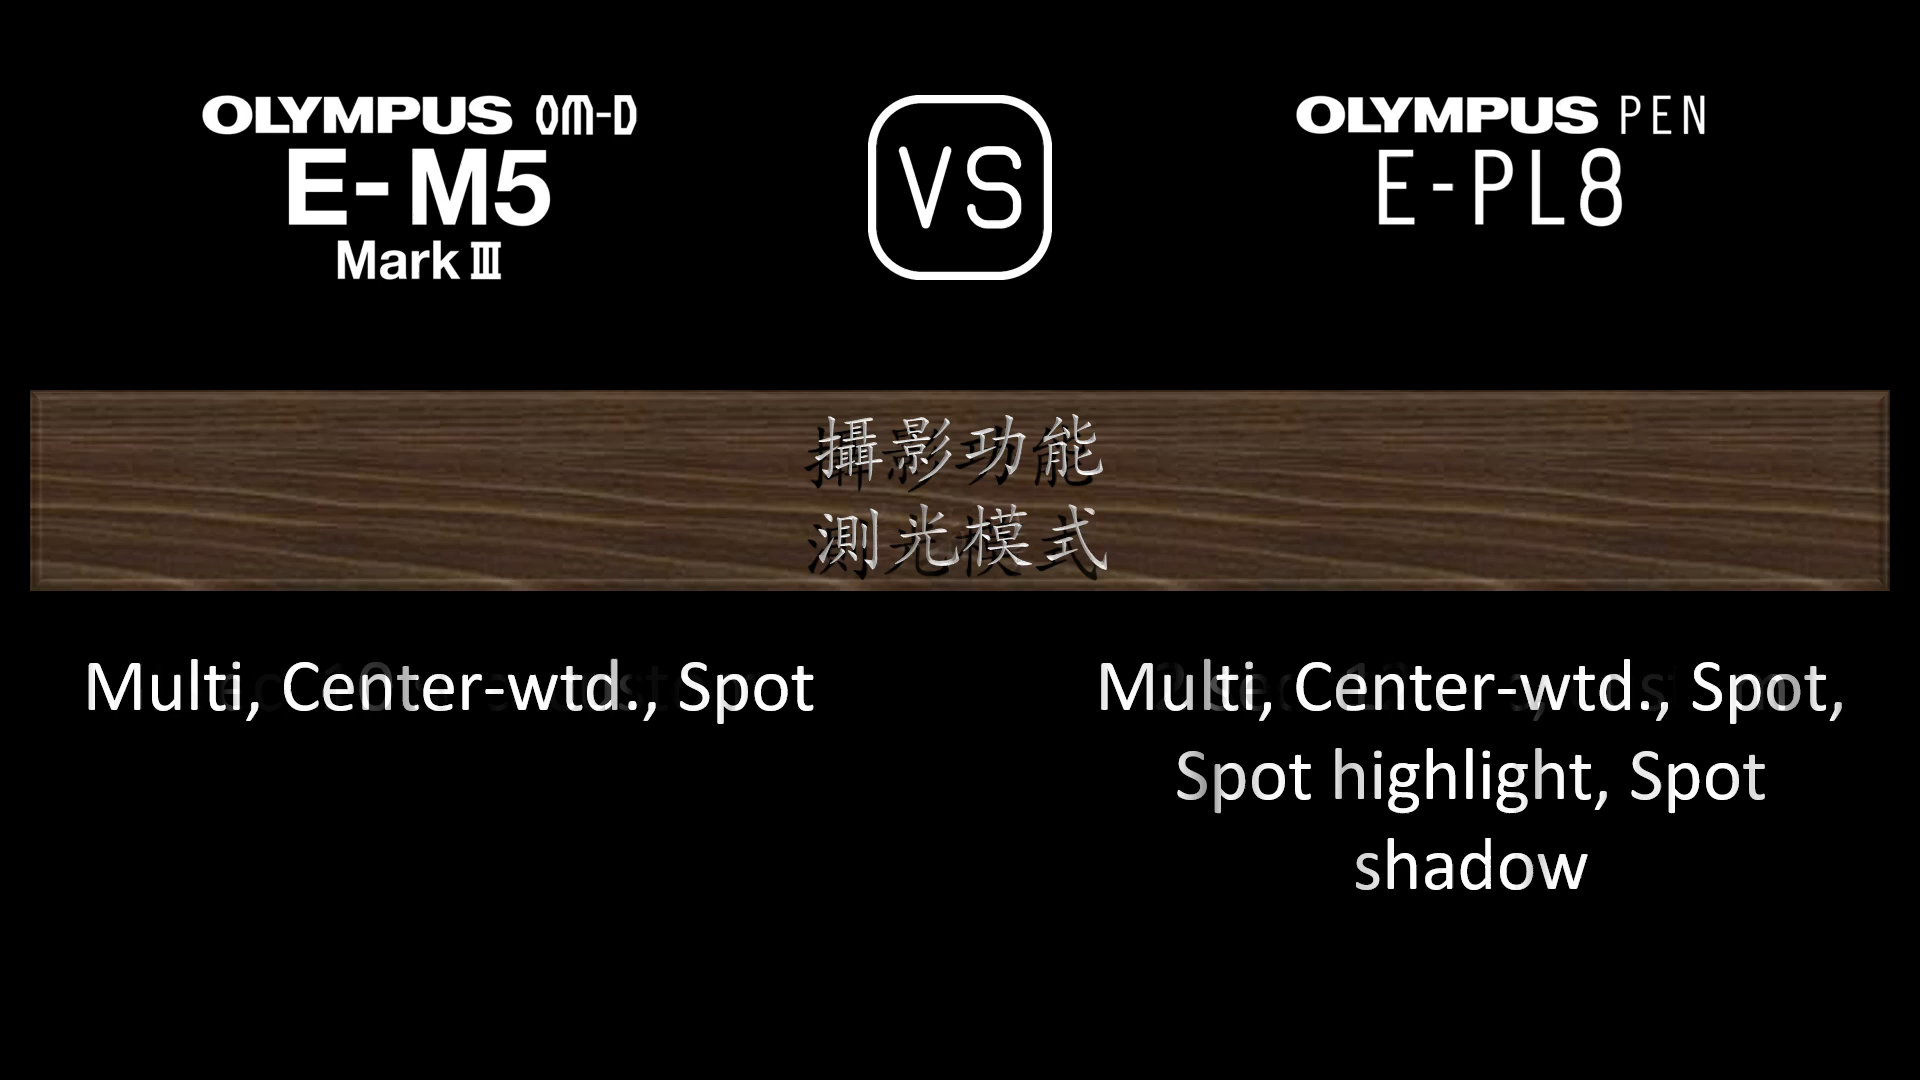 OLYMPUS OM-D
E-M5
Mark III
VS
OLYMPUS PEN
E-PL8
攝影功能
測光模式
Multi, Center-wtd., Spot
Multi, Center-wtd., Spot,
Spot highlight, Spot
shadow